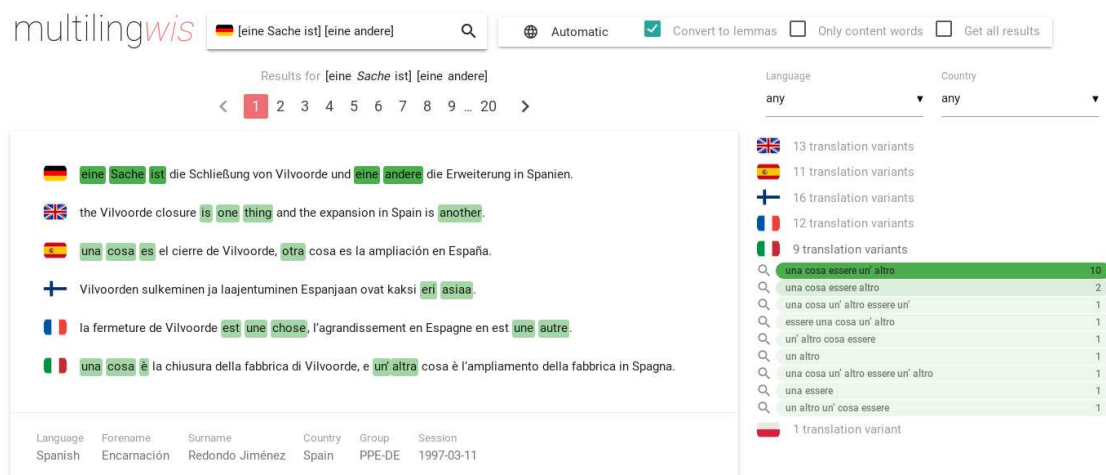 multilingwis
[eine Sache ist] [eine andere]
Automatic
Convert to lemmas
Only content words
Get all results
Results for [eine Sache ist] [eine andere]
1 2 3 4 5 6 7 8 9 ... 20
eine Sache ist die Schließung von Vilvoorde und eine andere die Erweiterung in Spanien.
the Vilvoorde closure is one thing and the expansion in Spain is another.
una cosa es el cierre de Vilvoorde, otra cosa es la ampliación en España.
Vilvoorden sulkeminen ja laajentuminen Espanjaan ovat kaksi eri asiaa.
la fermeture de Vilvoorde est une chose, l’agrandissement en Espagne en est une autre.
una cosa è la chiusura della fabbrica di Vilvoorde, e un’ altra cosa è l’ampliamento della fabbrica in Spagna.
Language Forename Surname Country Group Session
Spanish Encarnación Redondo Jiménez Spain PPE-DE 1997-03-11
Language Country
any any
13 translation variants
11 translation variants
16 translation variants
12 translation variants
9 translation variants
una cosa essere un’ altro 10
una cosa essere altro 2
una cosa un’ altro essere un’ 1
essere una cosa un’ altro 1
un’ altro cosa essere 1
un altro 1
una cosa un’ altro essere un’ altro 1
una essere 1
un altro un’ cosa essere 1
1 translation variant